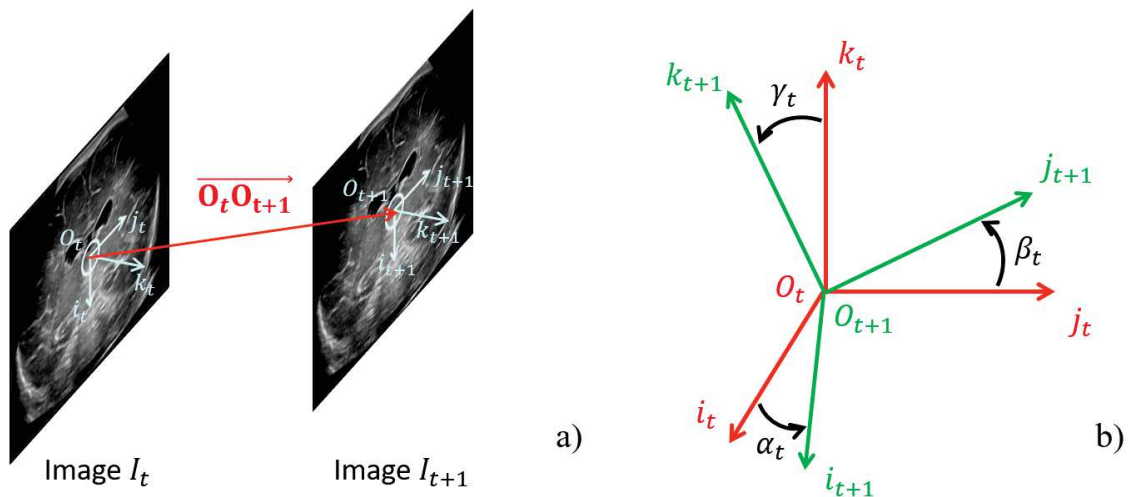 O_t
j_t
k_t
i_t
Image I_t
\overrightarrow{O_tO_{t+1}}
O_{t+1}
j_{t+1}
k_{t+1}
i_{t+1}
Image I_{t+1}
a)
k_t
k_{t+1}
γ_t
j_{t+1}
β_t
O_t
O_{t+1}
j_t
i_t
α_t
i_{t+1}
b)